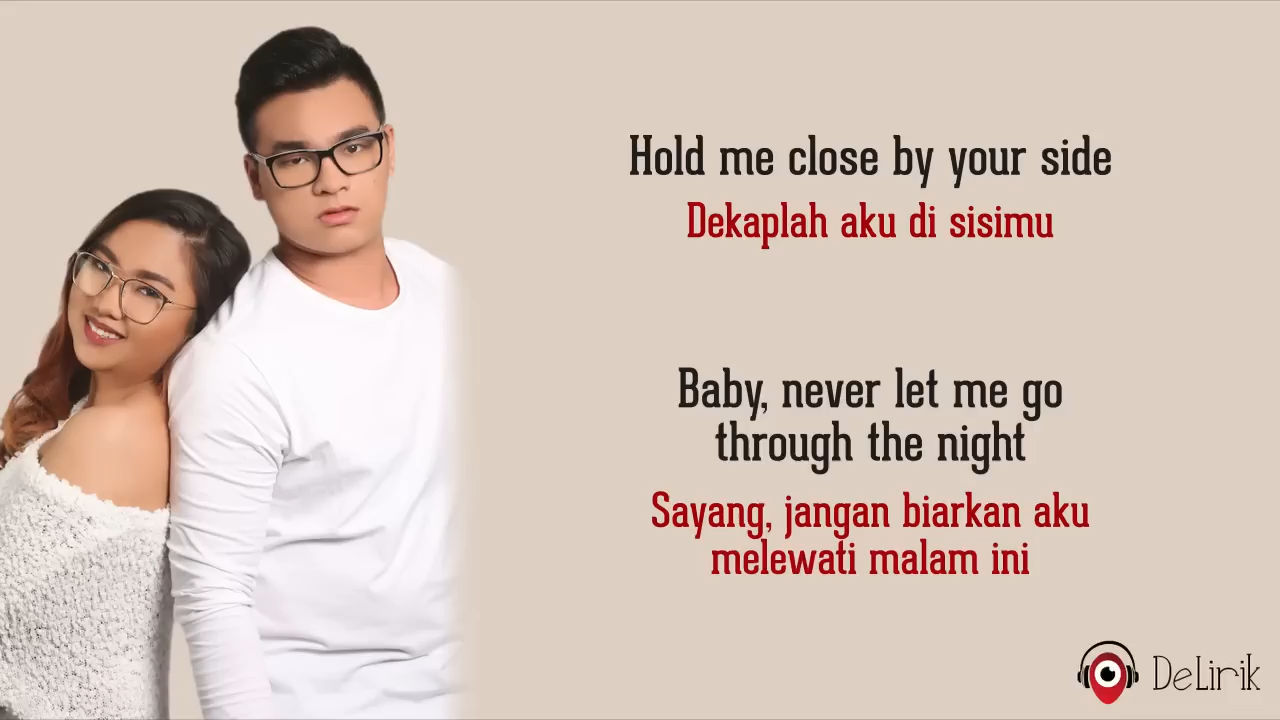 Hold me close by your side
Dekaplah aku di sisimu
Baby, never let me go
through the night
Sayang, jangan biarkan aku
melewati malam ini
DeLirik